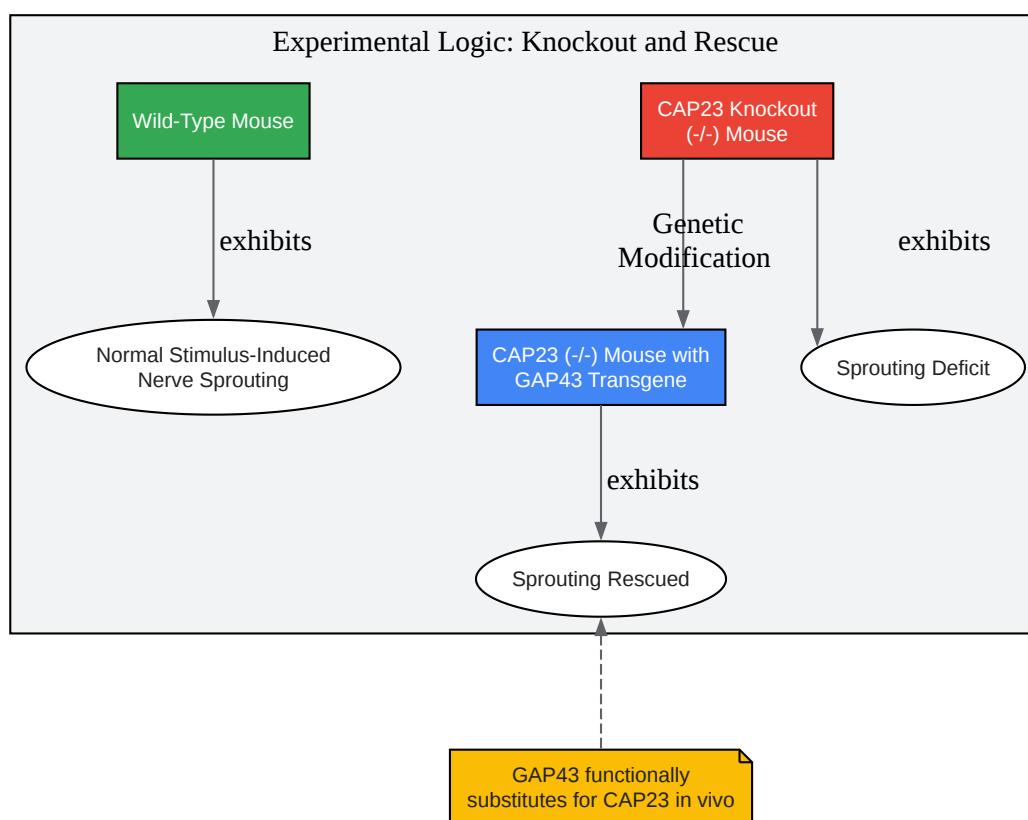 Experimental Logic: Knockout and Rescue
Wild-Type Mouse
CAP23 Knockout
(-/-) Mouse
exhibits
Genetic
Modification
exhibits
Normal Stimulus-Induced
Nerve Sprouting
CAP23 (-/-) Mouse with
GAP43 Transgene
Sprouting Deficit
exhibits
Sprouting Rescued
GAP43 functionally
substitutes for CAP23 in vivo